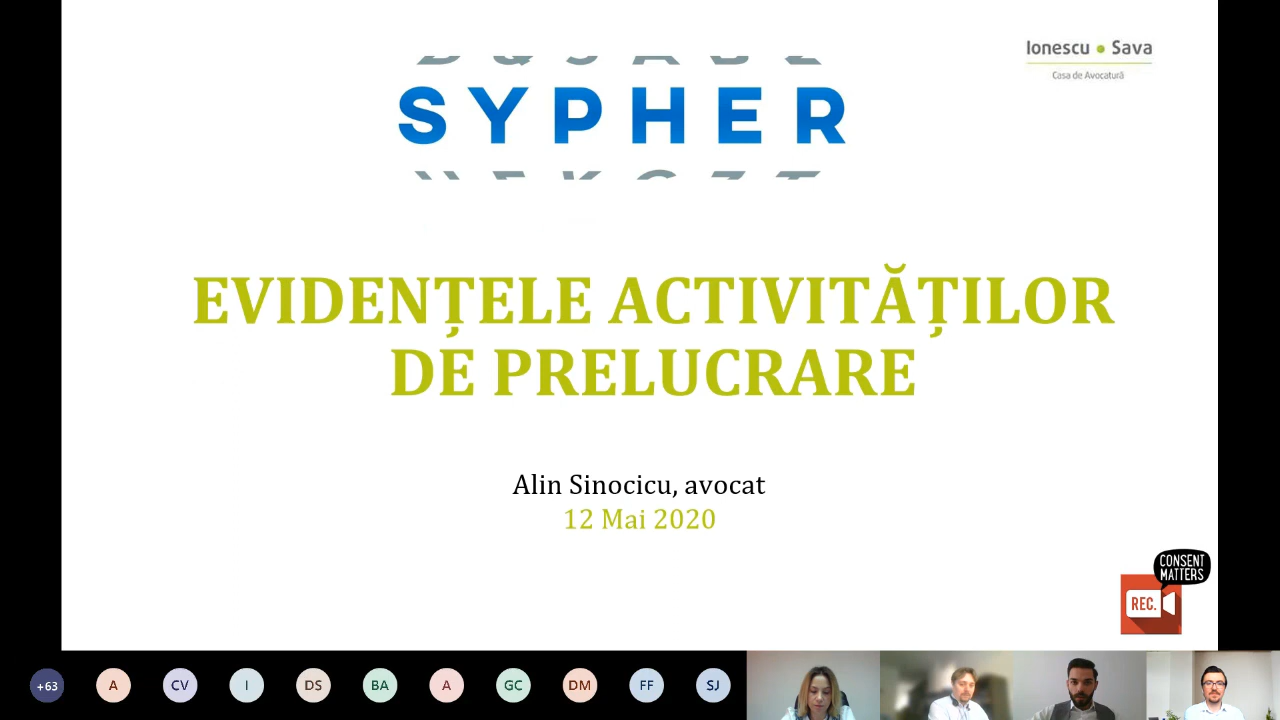 Ionescu • Sava
Casa de Avocatură
SYPHER
EVIDENȚELE ACTIVITĂȚILOR
DE PRELUCRARE
Alin Sinocicu, avocat
12 Mai 2020
CONSENT
MATTERS
REC.
+63 A CV I DS BA A GC DM FF SJ